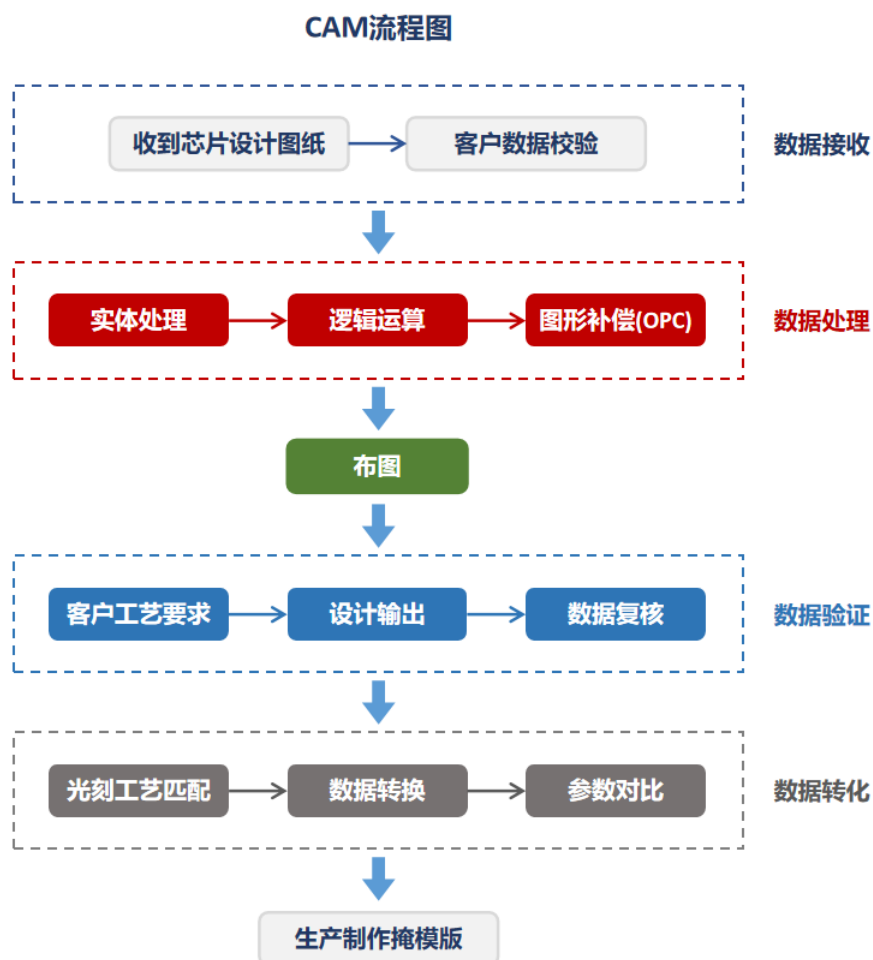 CAM流程图
收到芯片设计图纸 客户数据校验 数据接收
实体处理 逻辑运算 图形补偿(OPC) 数据处理
布图
客户工艺要求 设计输出 数据复核 数据验证
光刻工艺匹配 数据转换 参数对比 数据转化
生产制作掩模版